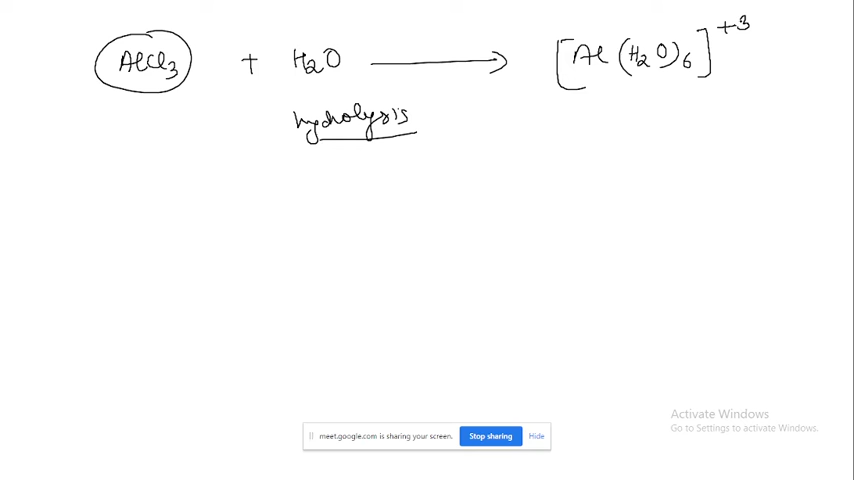 AlCl3 + H2O ⟶ [Al(H2O)6]+3
hydrolysis
Activate Windows
Go to Settings to activate Windows.
meet.google.com is sharing your screen. Stop sharing Hide